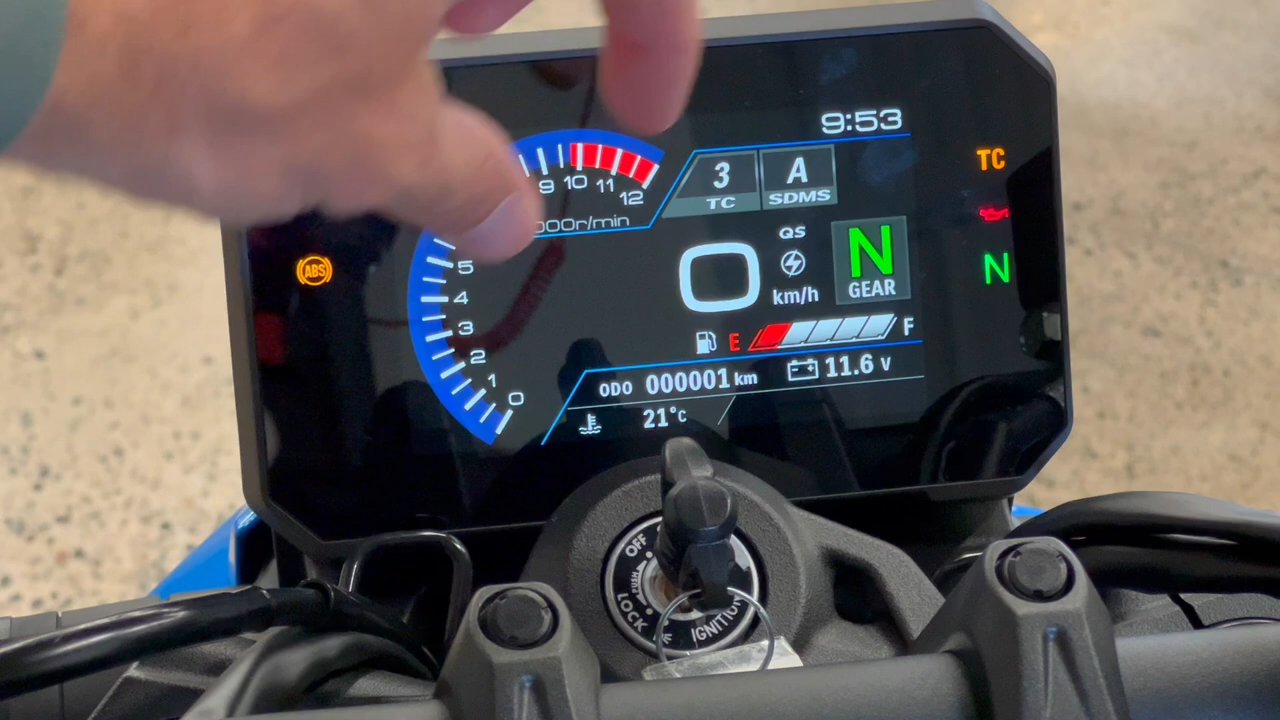 9:53
TC
3
TC
A
SDMS
9 10 11 12
000r/min
ABS
QS
N
GEAR
N
5
4
3
2
1
0
0
km/h
E
F
ODO 000001 km
11.6 V
21°C
OFF
PUSH
LOCK
IGNITION